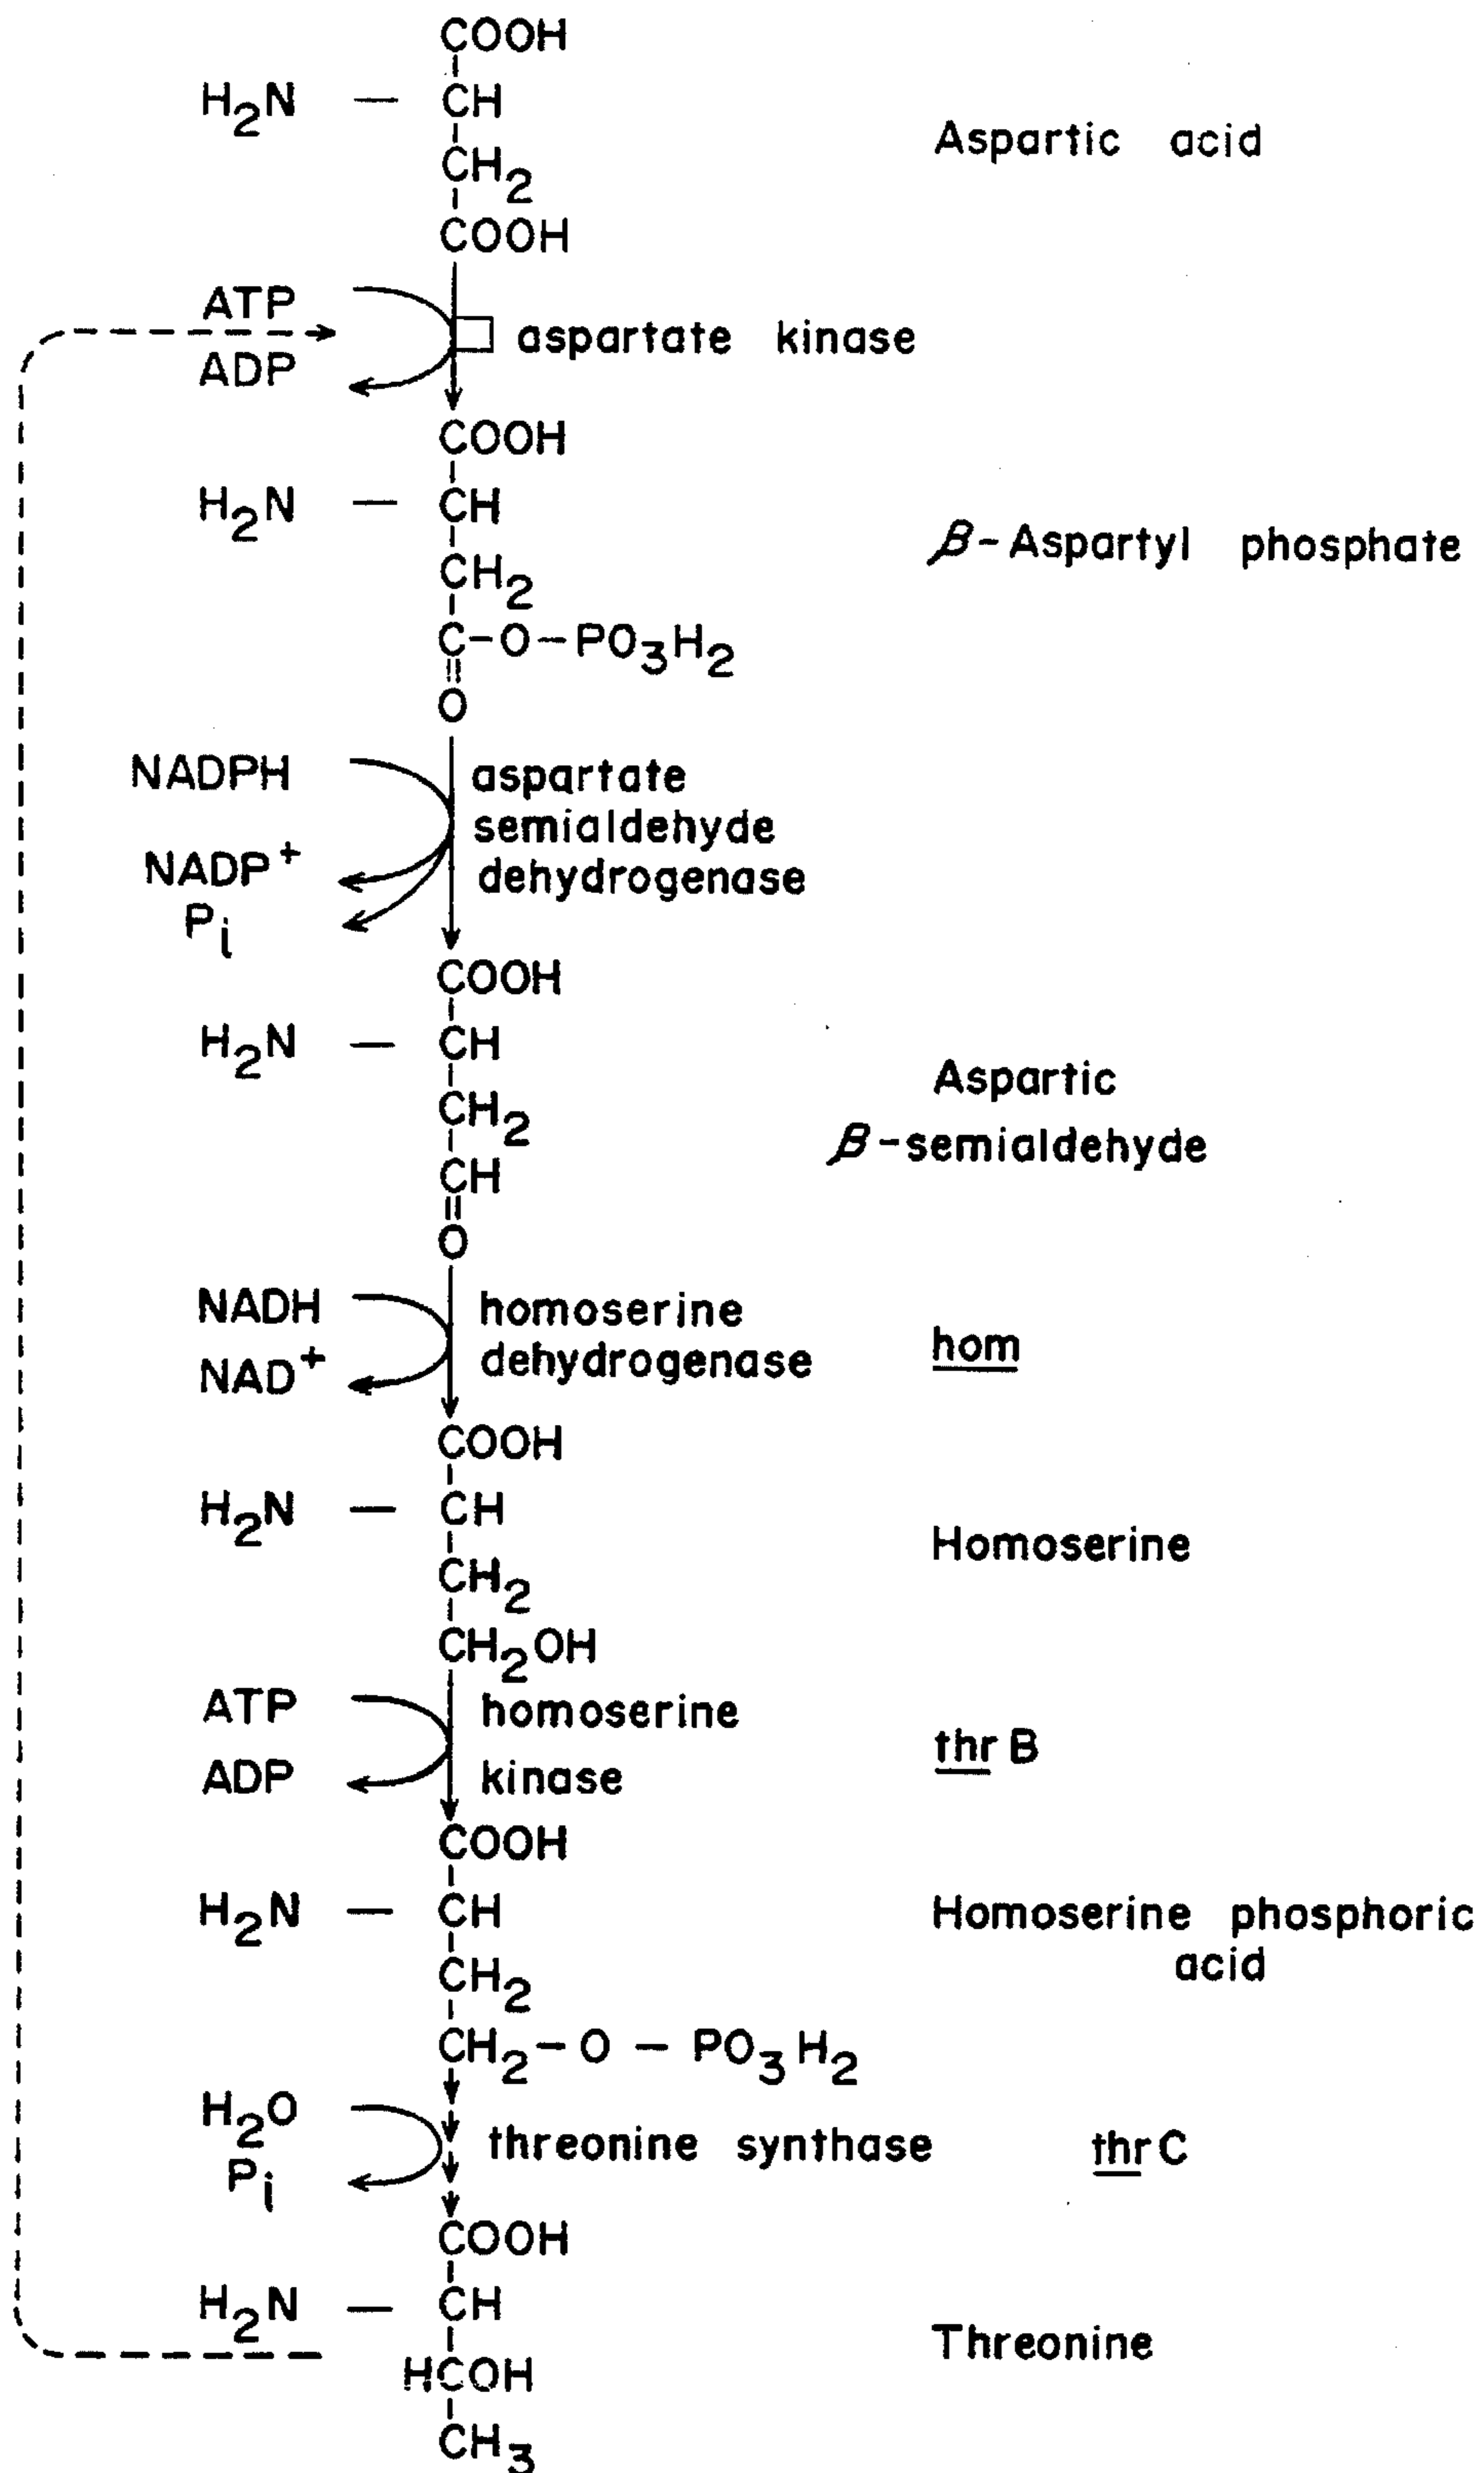 COOH
H2N — CH
Aspartic acid
CH2
COOH
ATP
aspartate kinase
ADP
COOH
H2N — CH
β-Aspartyl phosphate
CH2
C-O-PO3H2
O
NADPH
aspartate
semialdehyde
NADP+
dehydrogenase
Pi
COOH
H2N — CH
Aspartic
CH2
β-semialdehyde
CH
O
NADH
homoserine
hom
NAD+
dehydrogenase
COOH
H2N — CH
Homoserine
CH2
CH2OH
ATP
homoserine
thrB
ADP
kinase
COOH
H2N — CH
Homoserine phosphoric
acid
CH2
CH2-O-PO3H2
H2O
threonine synthase
thrC
Pi
COOH
H2N — CH
Threonine
HCOH
CH3